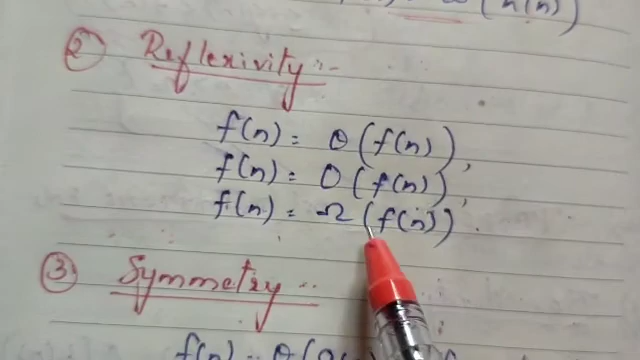 (h(n))
② Reflexivity :-
f(n) = θ(f(n)),
f(n) = O(f(n)),
f(n) = Ω(f(n)).
③ Symmetry :-
f(n) = θ(g(n)